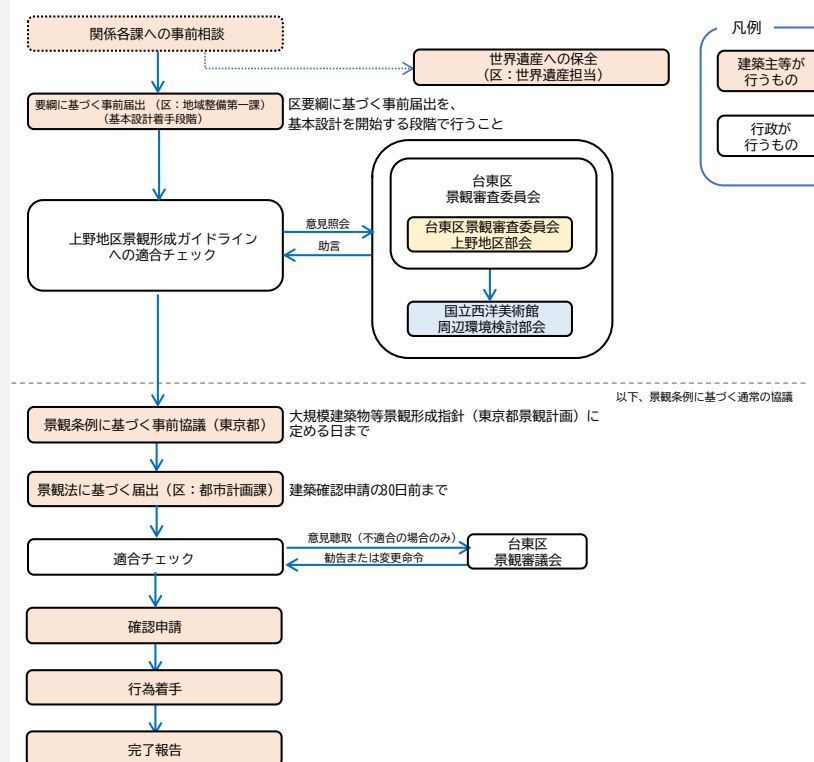 関係各課への事前相談
世界遺産への保全
（区：世界遺産担当）
凡例
建築主等が
行うもの
行政が
行うもの
要綱に基づく事前届出 （区：地域整備第一課）
（基本設計着手段階）
区要綱に基づく事前届出を、
基本設計を開始する段階で行うこと
上野地区景観形成ガイドライン
への適合チェック
意見照会
助言
台東区
景観審査委員会
台東区景観審査委員会
上野地区部会
国立西洋美術館
周辺環境検討部会
以下、景観条例に基づく通常の協議
景観条例に基づく事前協議（東京都）
大規模建築物等景観形成指針（東京都景観計画）に
定める日まで
景観法に基づく届出（区：都市計画課）
建築確認申請の30日前まで
適合チェック
意見聴取（不適合の場合のみ）
勧告または変更命令
台東区
景観審議会
確認申請
行為着手
完了報告